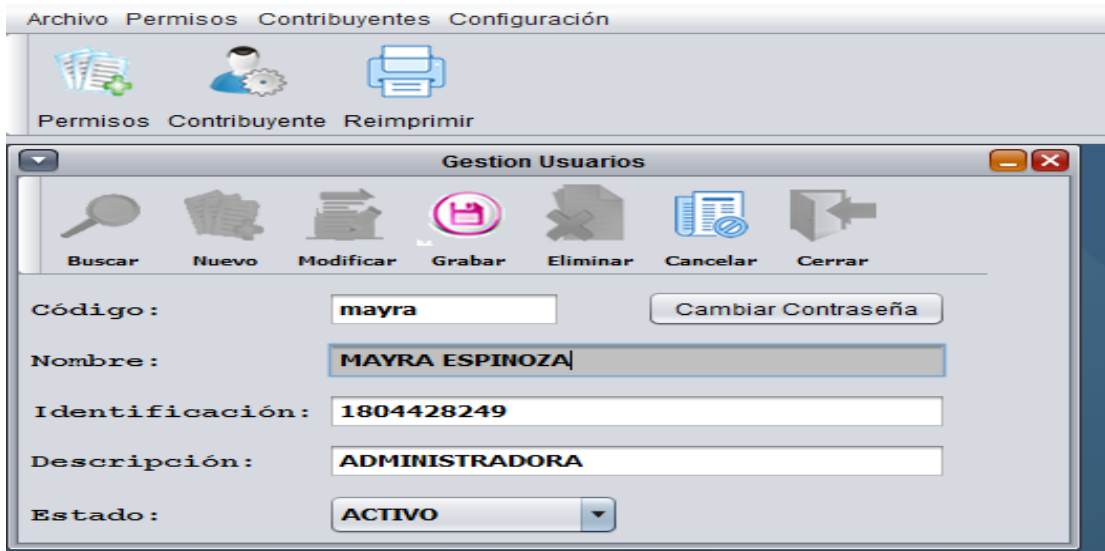 Archivo Permisos Contribuyentes Configuración
Permisos Contribuyente Reimprimir
Gestion Usuarios
Buscar Nuevo Modificar Grabar Eliminar Cancelar Cerrar
Código: mayra Cambiar Contraseña
Nombre: MAYRA ESPINOZA
Identificación: 1804428249
Descripción: ADMINISTRADORA
Estado: ACTIVO